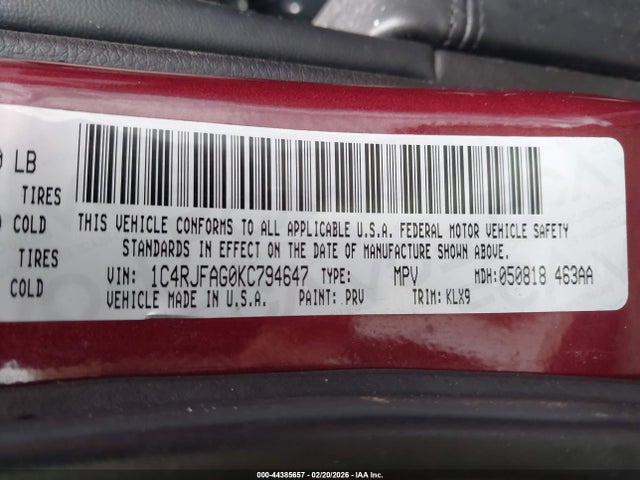 LB
TIRES
COLD
TIRES
COLD
THIS VEHICLE CONFORMS TO ALL APPLICABLE U.S.A. FEDERAL MOTOR VEHICLE SAFETY
STANDARDS IN EFFECT ON THE DATE OF MANUFACTURE SHOWN ABOVE.
VIN: 1C4RJFAG0KC794647 TYPE: MPV MDH: 050818 463AA
VEHICLE MADE IN U.S.A. PAINT: PRV TRIM: KLX9
000-44385657 | 02/20/2026 | IAA Inc.